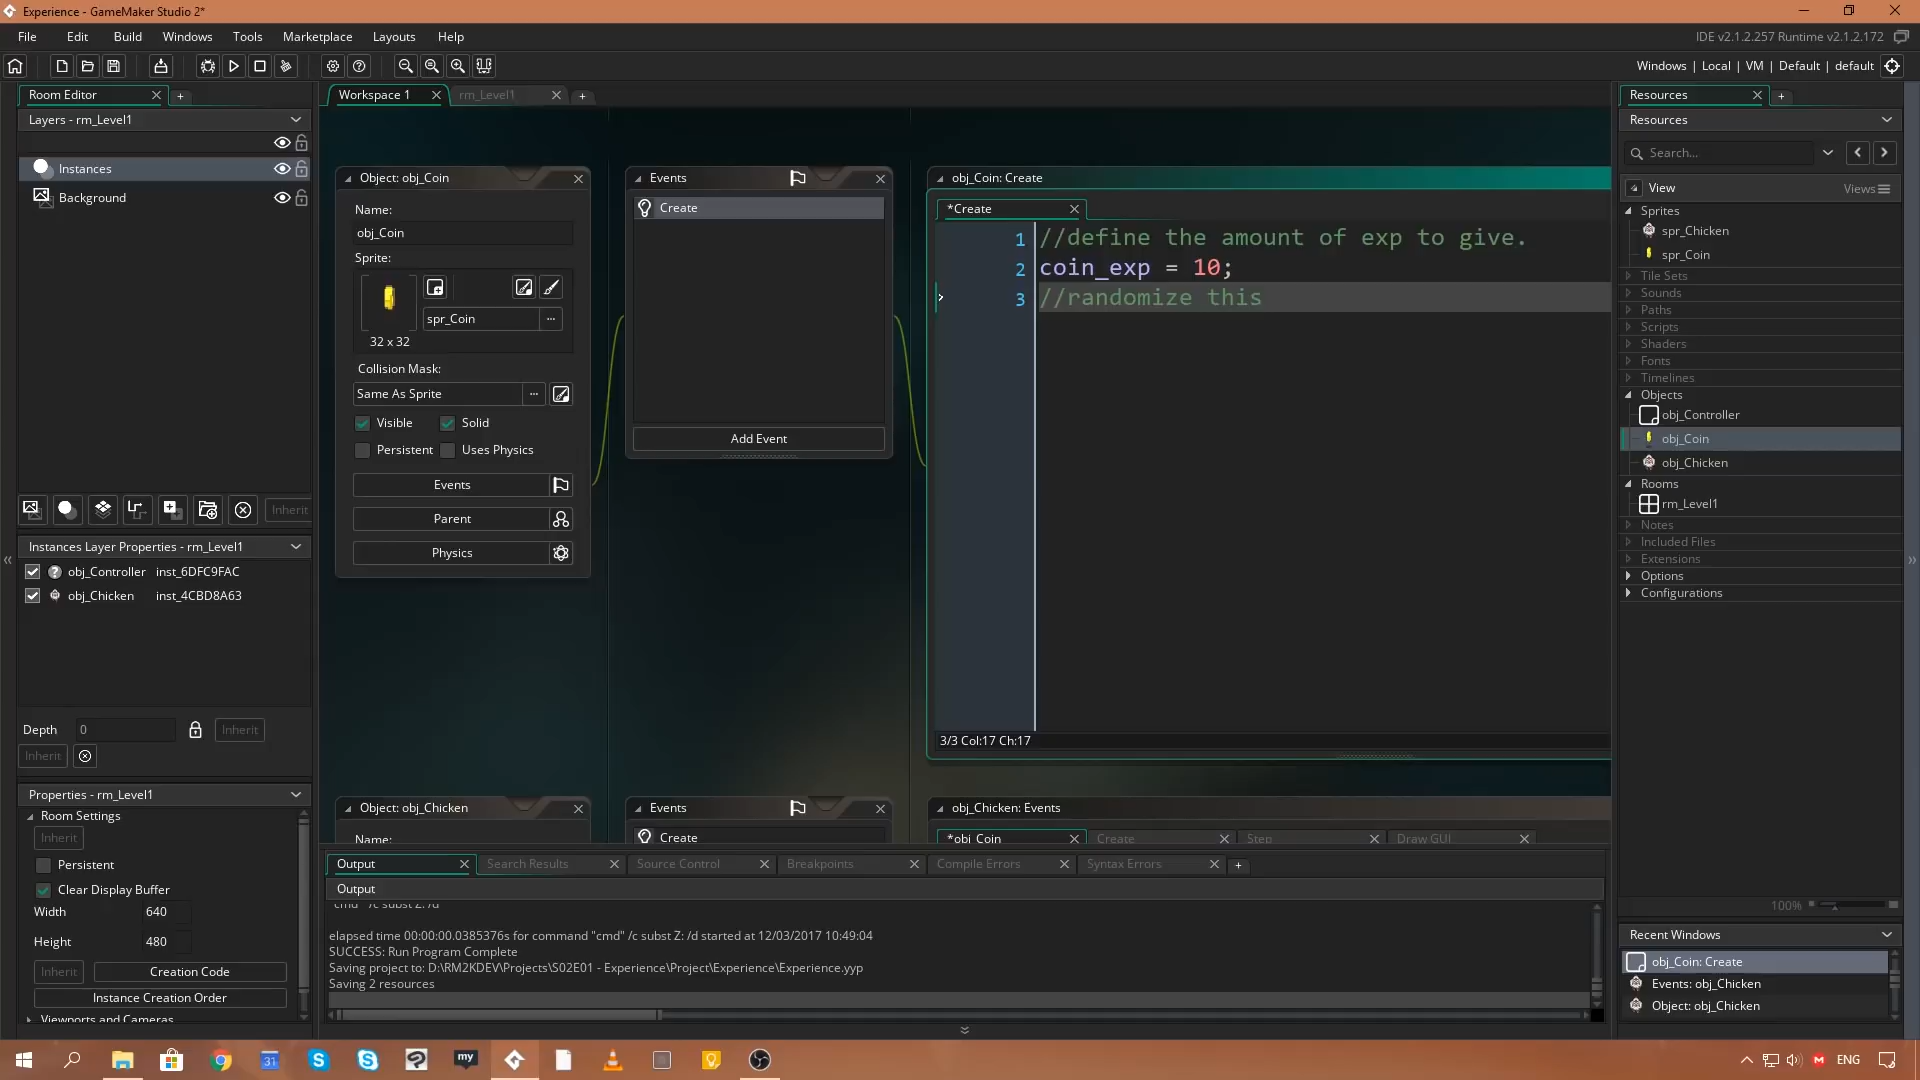 Experience - GameMaker Studio 2*
File Edit Build Windows Tools Marketplace Layouts Help
IDE v2.1.2.257 Runtime v2.1.2.172
Windows | Local | VM | Default | default
Room Editor
Layers - rm_Level1
Instances
Background
Inherit
Instances Layer Properties - rm_Level1
obj_Controller inst_6DFC9FAC
obj_Chicken inst_4CBD8A63
Depth 0 Inherit
Inherit
Properties - rm_Level1
Room Settings
Inherit
Persistent
Clear Display Buffer
Width 640
Height 480
Inherit Creation Code
Instance Creation Order
Viewports and Cameras
Workspace 1 rm_Level1
Object: obj_Coin
Name:
obj_Coin
Sprite:
spr_Coin
32 x 32
Collision Mask:
Same As Sprite
Visible Solid
Persistent Uses Physics
Events
Parent
Physics
Events
Create
Add Event
obj_Coin: Create
*Create
1 //define the amount of exp to give.
2 coin_exp = 10;
3 //randomize this
3/3 Col:17 Ch:17
Object: obj_Chicken
Name:
Events
Create
obj_Chicken: Events
*obj_Coin Create Step Draw GUI
Output Search Results Source Control Breakpoints Compile Errors Syntax Errors
Output
"cmd" /c subst Z: /d
elapsed time 00:00:00.0385376s for command "cmd" /c subst Z: /d started at 12/03/2017 10:49:04
SUCCESS: Run Program Complete
Saving project to: D:\RM2KDEV\Projects\S02E01 - Experience\Project\Experience\Experience.yyp
Saving 2 resources
Resources
Resources
Search...
View Views
Sprites
spr_Chicken
spr_Coin
Tile Sets
Sounds
Paths
Scripts
Shaders
Fonts
Timelines
Objects
obj_Controller
obj_Coin
obj_Chicken
Rooms
rm_Level1
Notes
Included Files
Extensions
Options
Configurations
100%
Recent Windows
obj_Coin: Create
Events: obj_Chicken
Object: obj_Chicken
31
my
ENG